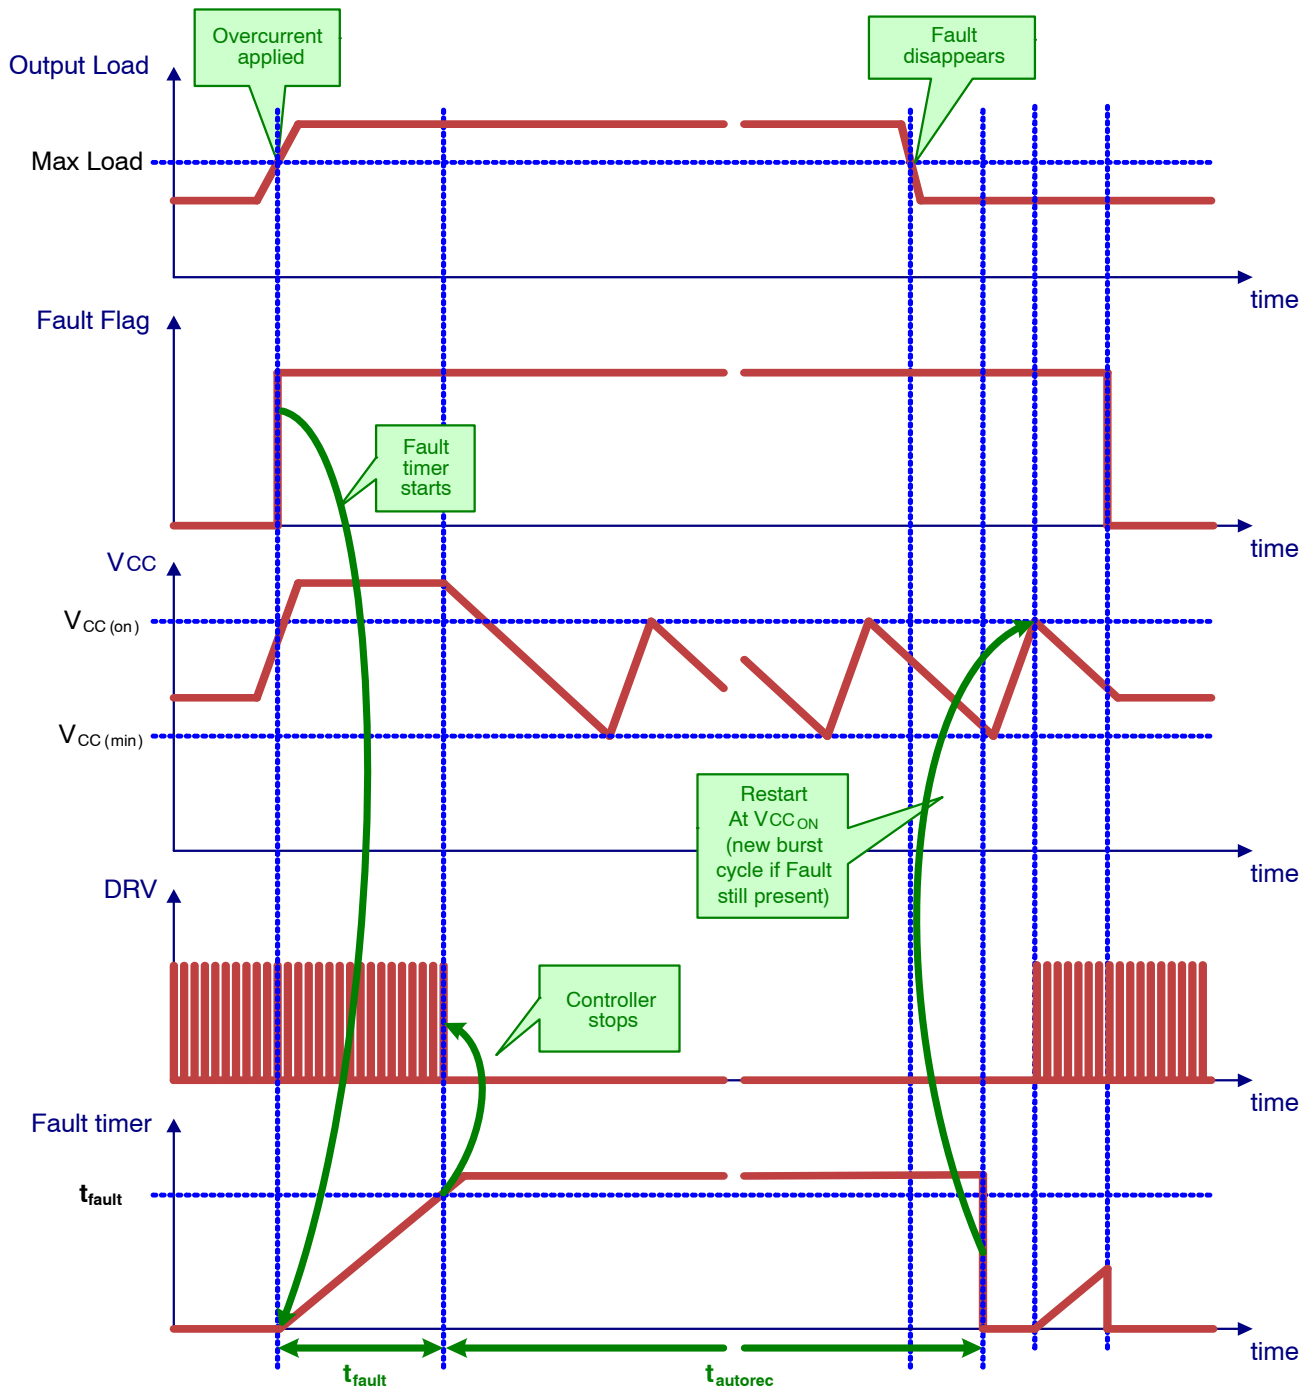 Overcurrent
applied
Fault
disappears
Output Load
Max Load
time
Fault Flag
Fault
timer
starts
time
VCC
VCC (on)
VCC (min)
Restart
At VCC ON
(new burst
cycle if Fault
still present)
time
DRV
Controller
stops
time
Fault timer
tfault
time
tfault
tautorec